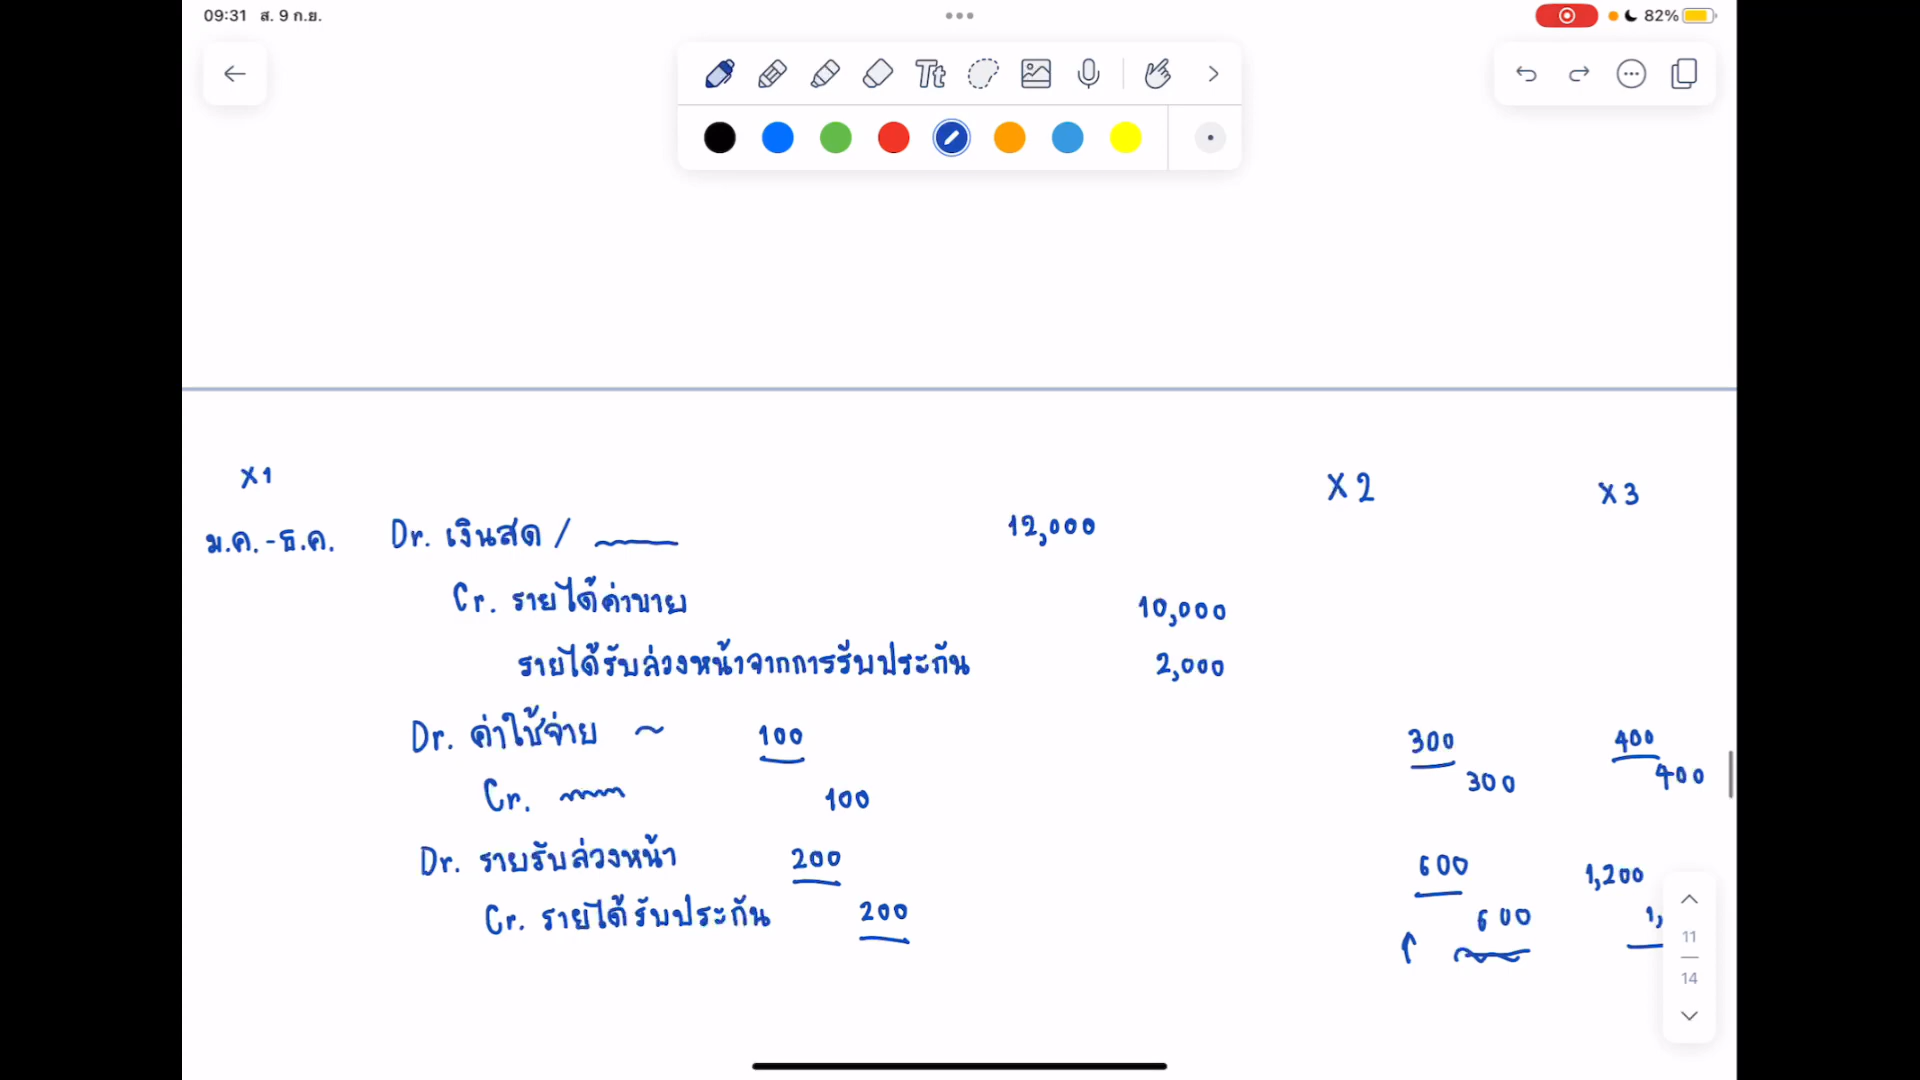 09:31 ส. 9 ก.ย.
82%
Tt
X1
X2
X3
ม.ค.-ธ.ค. Dr. เงินสด / 12,000
Cr. รายได้ค่าขาย 10,000
รายได้รับล่วงหน้าจากการรับประกัน 2,000
Dr. ค่าใช้จ่าย ~ 100 300 400
Cr. 100 300 400
Dr. รายรับล่วงหน้า 200 600 1,200
Cr. รายได้รับประกัน 200 600 1,
11
14